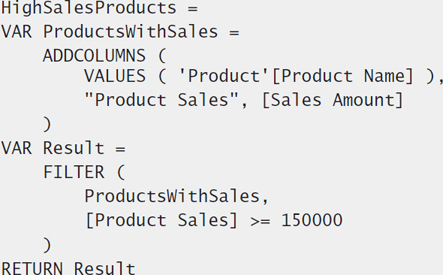 HighSalesProducts =
VAR ProductsWithSales =
    ADDCOLUMNS (
        VALUES ( 'Product'[Product Name] ),
        "Product Sales", [Sales Amount]
    )
VAR Result =
    FILTER (
        ProductsWithSales,
        [Product Sales] >= 150000
    )
RETURN Result